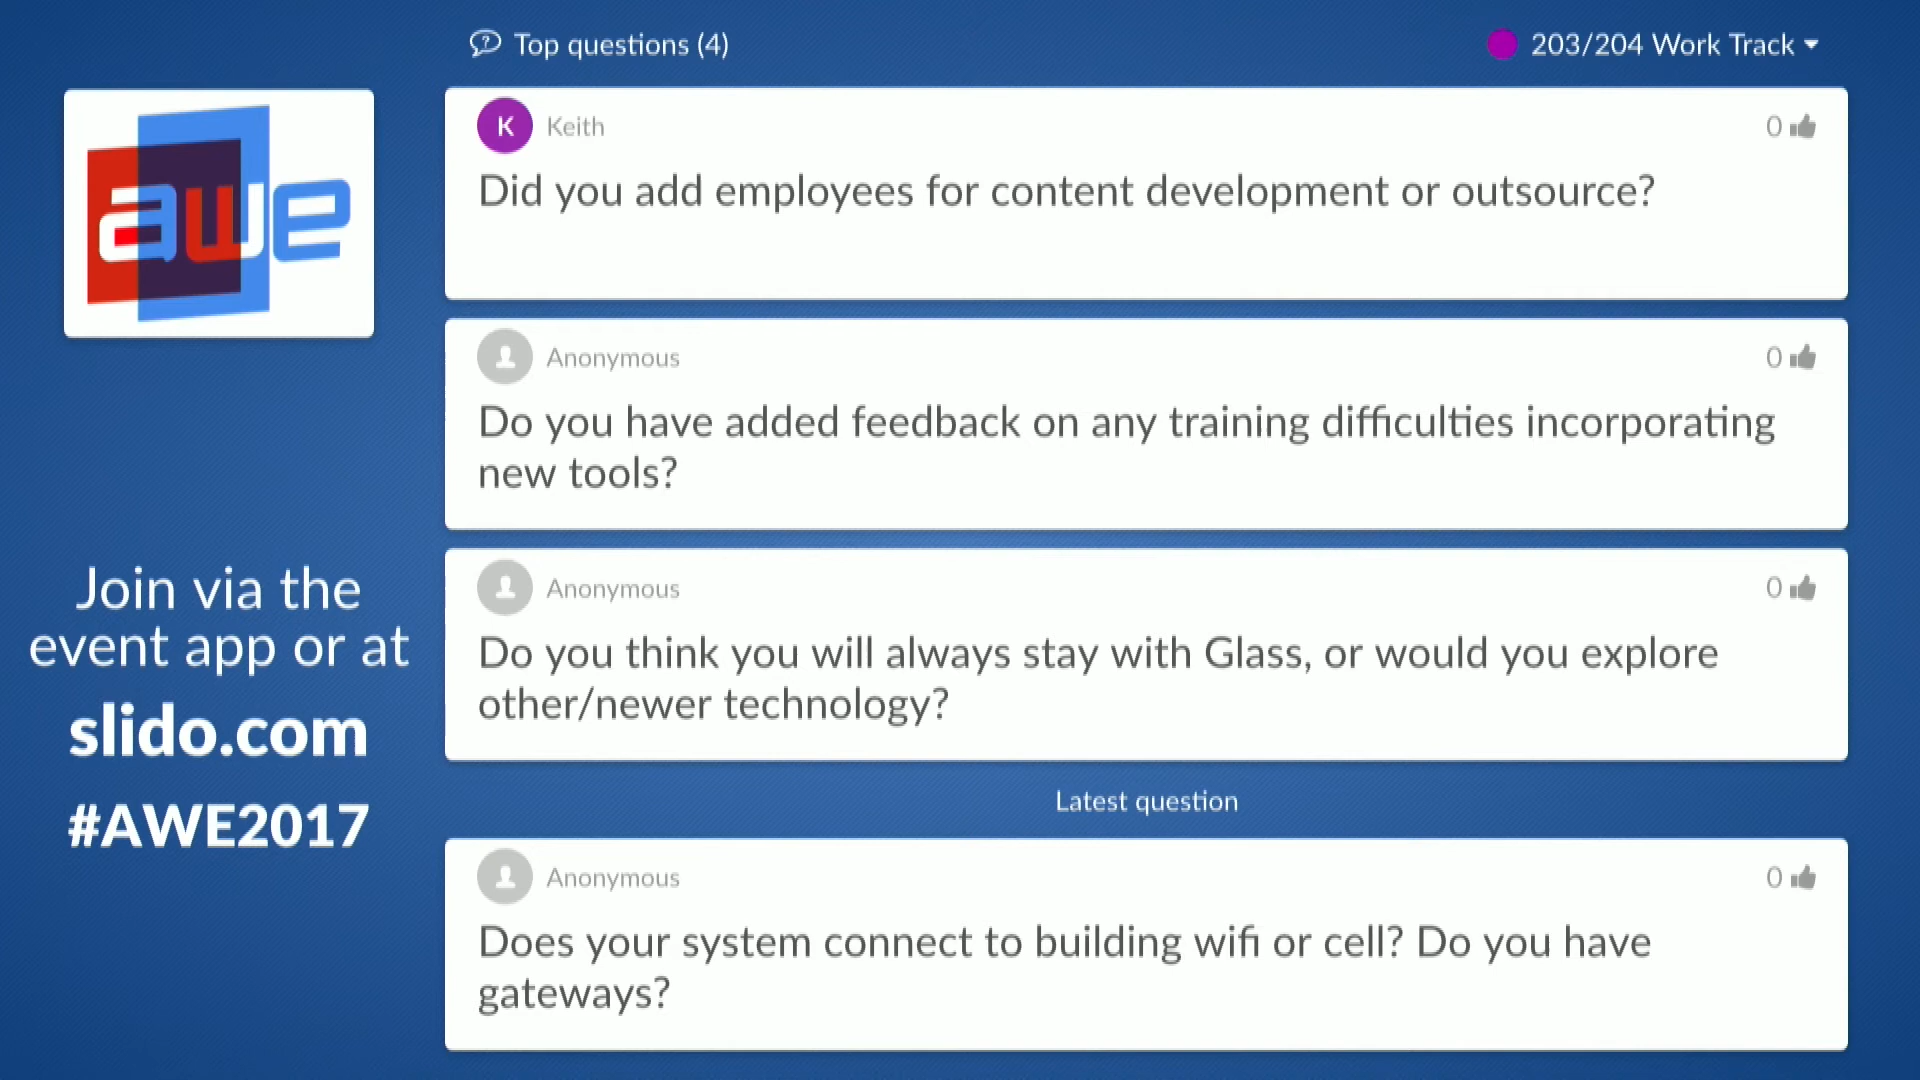 Top questions (4)
203/204 Work Track
awe
K
Keith
0
Did you add employees for content development or outsource?
Anonymous
0
Do you have added feedback on any training difficulties incorporating
new tools?
Anonymous
0
Do you think you will always stay with Glass, or would you explore
other/newer technology?
Join via the
event app or at
slido.com
#AWE2017
Latest question
Anonymous
0
Does your system connect to building wifi or cell? Do you have
gateways?